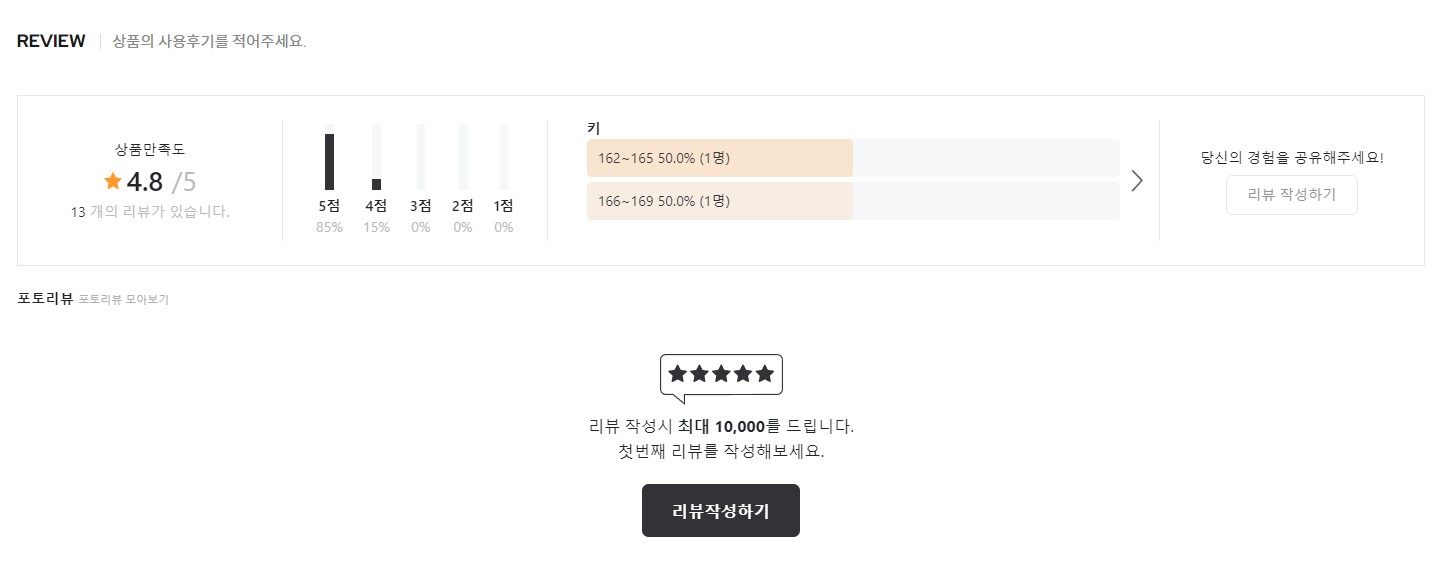 REVIEW 상품의 사용후기를 적어주세요.
상품만족도
4.8 /5
13 개의 리뷰가 있습니다.
5점 4점 3점 2점 1점
85% 15% 0% 0% 0%
키
162~165 50.0% (1명)
166~169 50.0% (1명)
당신의 경험을 공유해주세요!
리뷰 작성하기
포토리뷰 포토리뷰 모아보기
리뷰 작성시 최대 10,000를 드립니다.
첫번째 리뷰를 작성해보세요.
리뷰작성하기